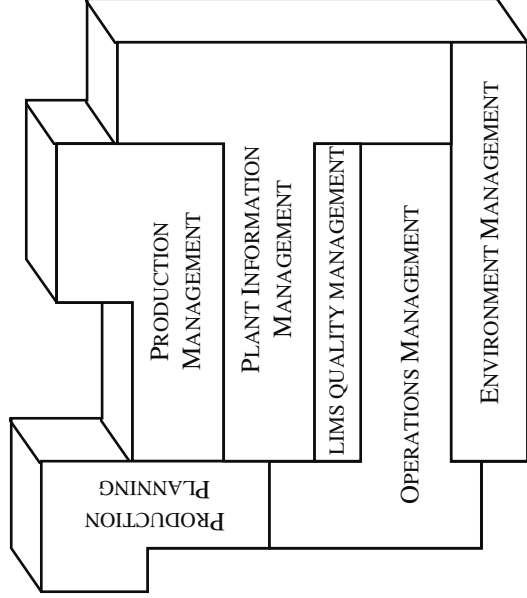 PRODUCTION
PLANNING
PRODUCTION
MANAGEMENT
PLANT INFORMATION
MANAGEMENT
LIMS QUALITY MANAGEMENT
OPERATIONS MANAGEMENT
ENVIRONMENT MANAGEMENT